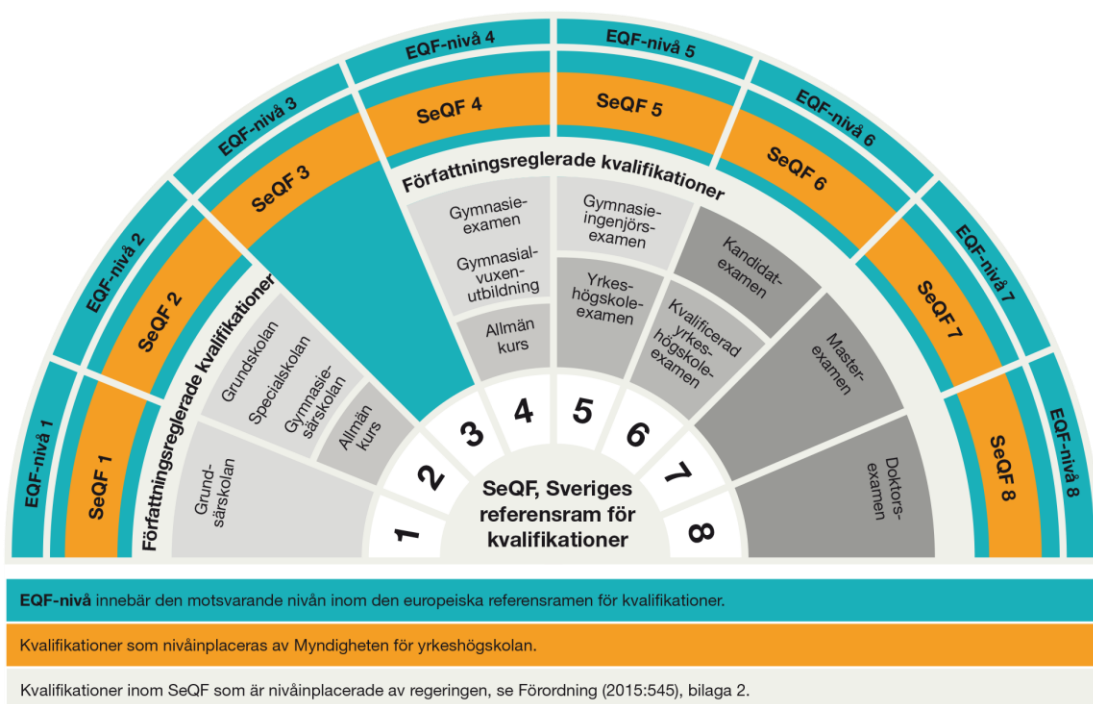 EQF-nivå 1
EQF-nivå 2
EQF-nivå 3
EQF-nivå 4
EQF-nivå 5
EQF-nivå 6
EQF-nivå 7
EQF-nivå 8
SeQF 1
SeQF 2
SeQF 3
SeQF 4
SeQF 5
SeQF 6
SeQF 7
SeQF 8
Författningsreglerade kvalifikationer
Grund-
särskolan
Grundskolan
Specialskolan
Gymnasie-
särskolan
Allmän
kurs
Författningsreglerade kvalifikationer
Gymnasie-
examen
Gymnasial-
vuxen-
utbildning
Allmän
kurs
Gymnasie-
ingenjörs-
examen
Yrkes-
högskole-
examen
Kandidat-
examen
Kvalificerad
yrkes-
högskole-
examen
Master-
examen
Doktors-
examen
1
2
3
4
5
6
7
8
SeQF, Sveriges
referensram för
kvalifikationer
EQF-nivå innebär den motsvarande nivån inom den europeiska referensramen för kvalifikationer.
Kvalifikationer som nivåinplaceras av Myndigheten för yrkeshögskolan.
Kvalifikationer inom SeQF som är nivåinplacerade av regeringen, se Förordning (2015:545), bilaga 2.